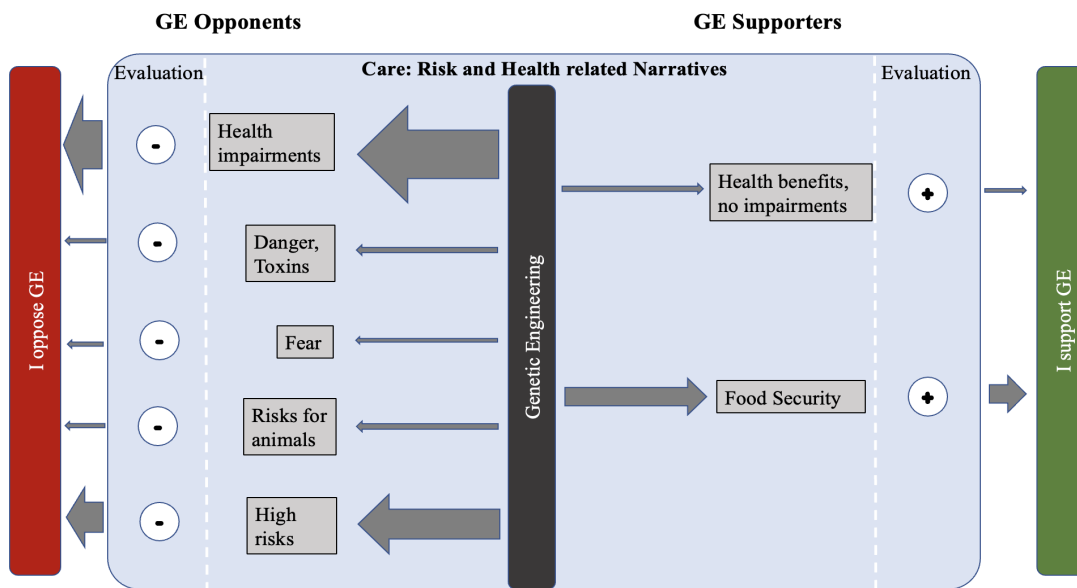 GE Opponents
GE Supporters
Care: Risk and Health related Narratives
Evaluation
Evaluation
I oppose GE
Genetic Engineering
I support GE
-
Health
impairments
+
Health benefits,
no impairments
-
Danger,
Toxins
-
Fear
-
Risks for
animals
+
Food Security
-
High
risks